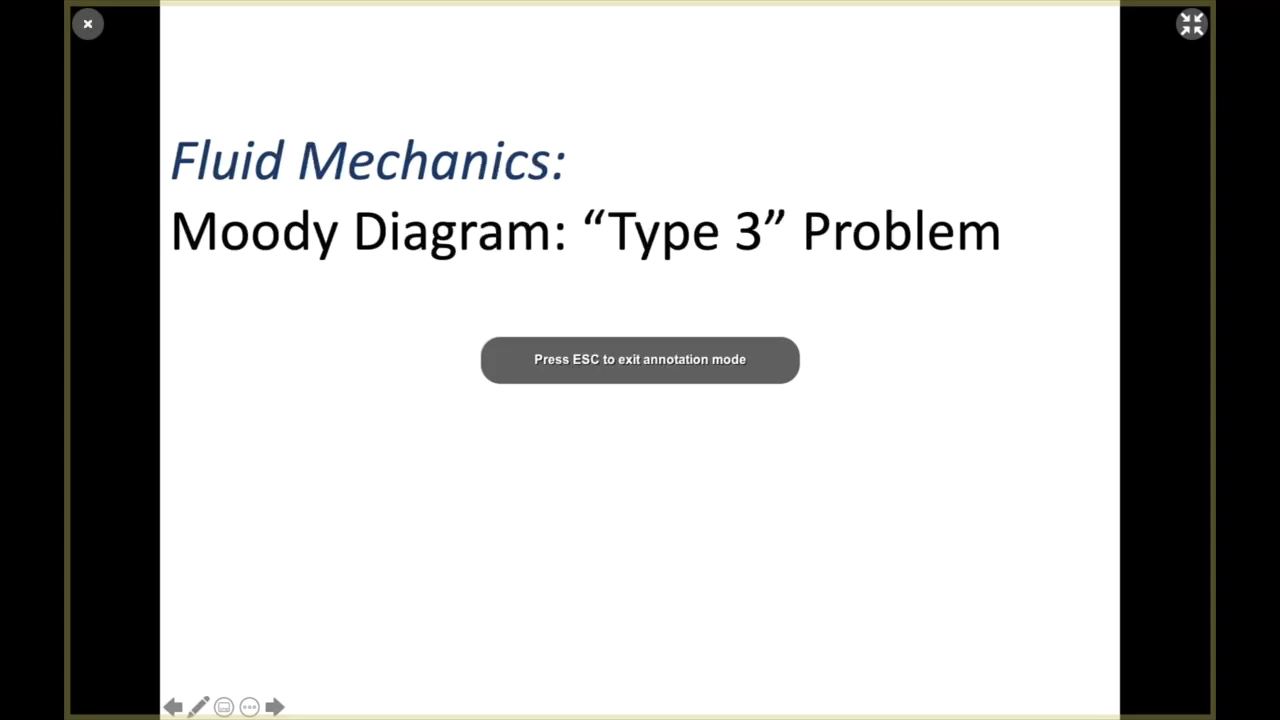 Fluid Mechanics:
Moody Diagram: “Type 3” Problem
Press ESC to exit annotation mode